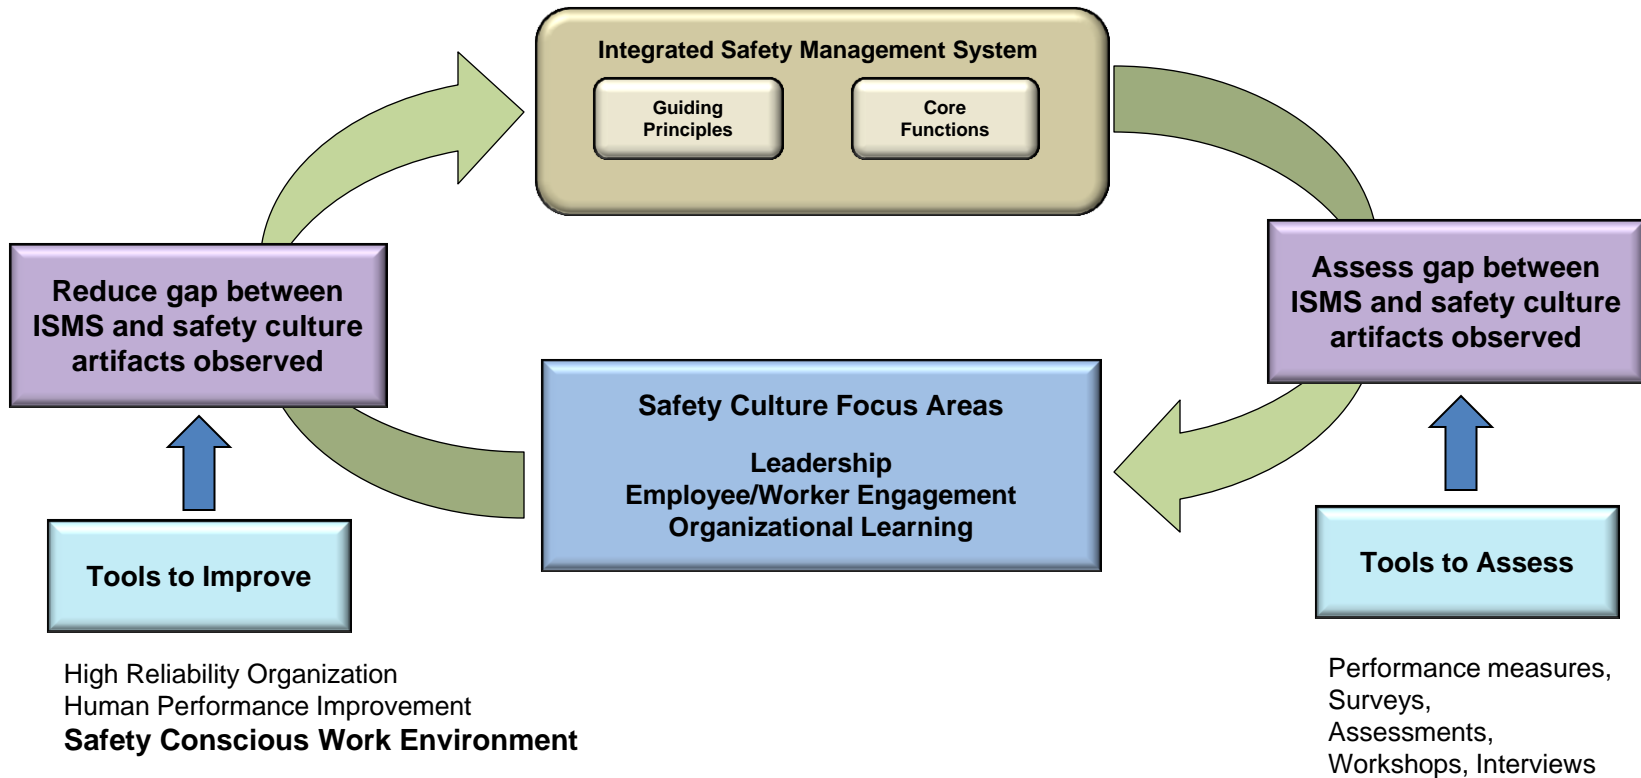 Integrated Safety Management System
Guiding
Principles
Core
Functions
Reduce gap between
ISMS and safety culture
artifacts observed
Assess gap between
ISMS and safety culture
artifacts observed
Safety Culture Focus Areas
Leadership
Employee/Worker Engagement
Organizational Learning
Tools to Improve
High Reliability Organization
Human Performance Improvement
Safety Conscious Work Environment
Tools to Assess
Performance measures,
Surveys,
Assessments,
Workshops, Interviews